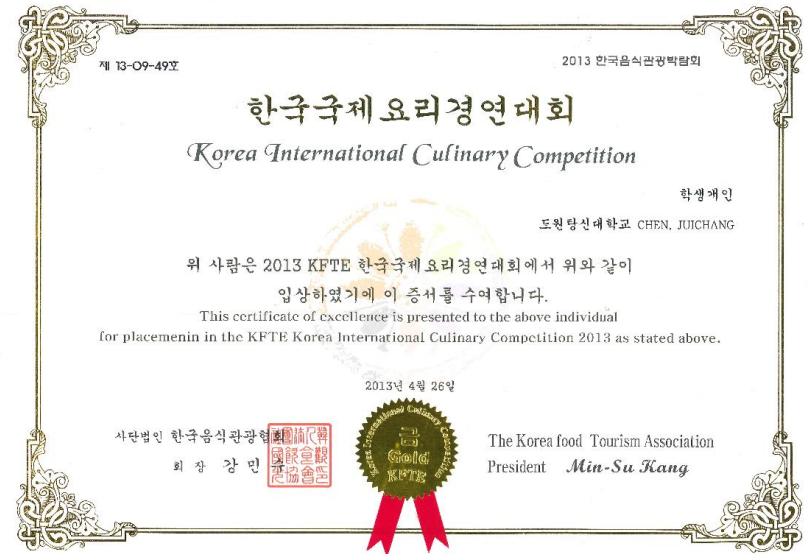 제 13-09-49호
2013 한국음식관광박람회
한국국제요리경연대회
Korea International Culinary Competition
학생개인
도원탕신대학교 CHEN, JUICHANG
위 사람은 2013 KFTE 한국국제요리경연대회에서 위와 같이
입상하였기에 이 증서를 수여합니다.
This certificate of excellence is presented to the above individual
for placemenin in the KFTE Korea International Culinary Competition 2013 as stated above.
2013년 4월 26일
사단법인 한국음식관광협회
회 장 강 민
Korea International Culinary Competition
금
Gold
KFTE
The Korea food Tourism Association
President Min-Su Kang